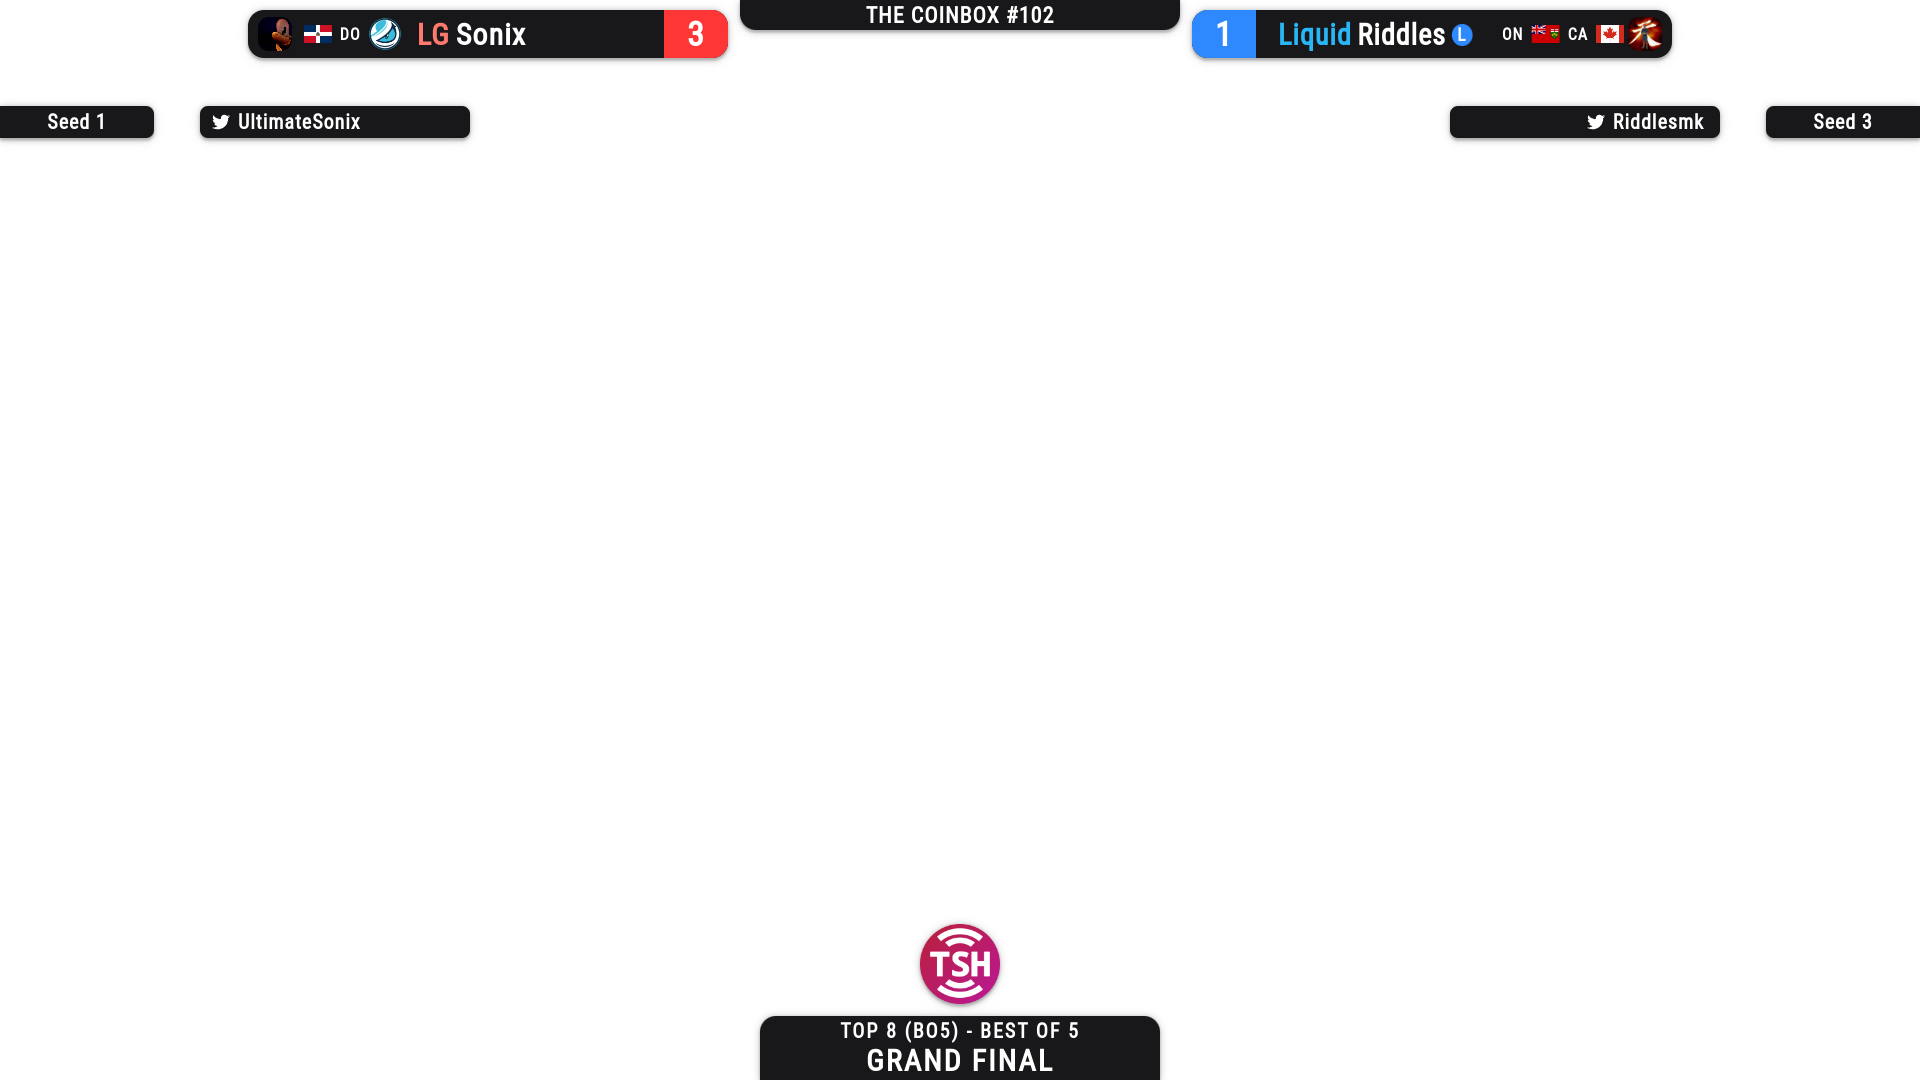 DO LG Sonix 3
THE COINBOX #102
1 Liquid Riddles L ON CA
Seed 1
UltimateSonix
Riddlesmk
Seed 3
TSH
TOP 8 (BO5) - BEST OF 5
GRAND FINAL